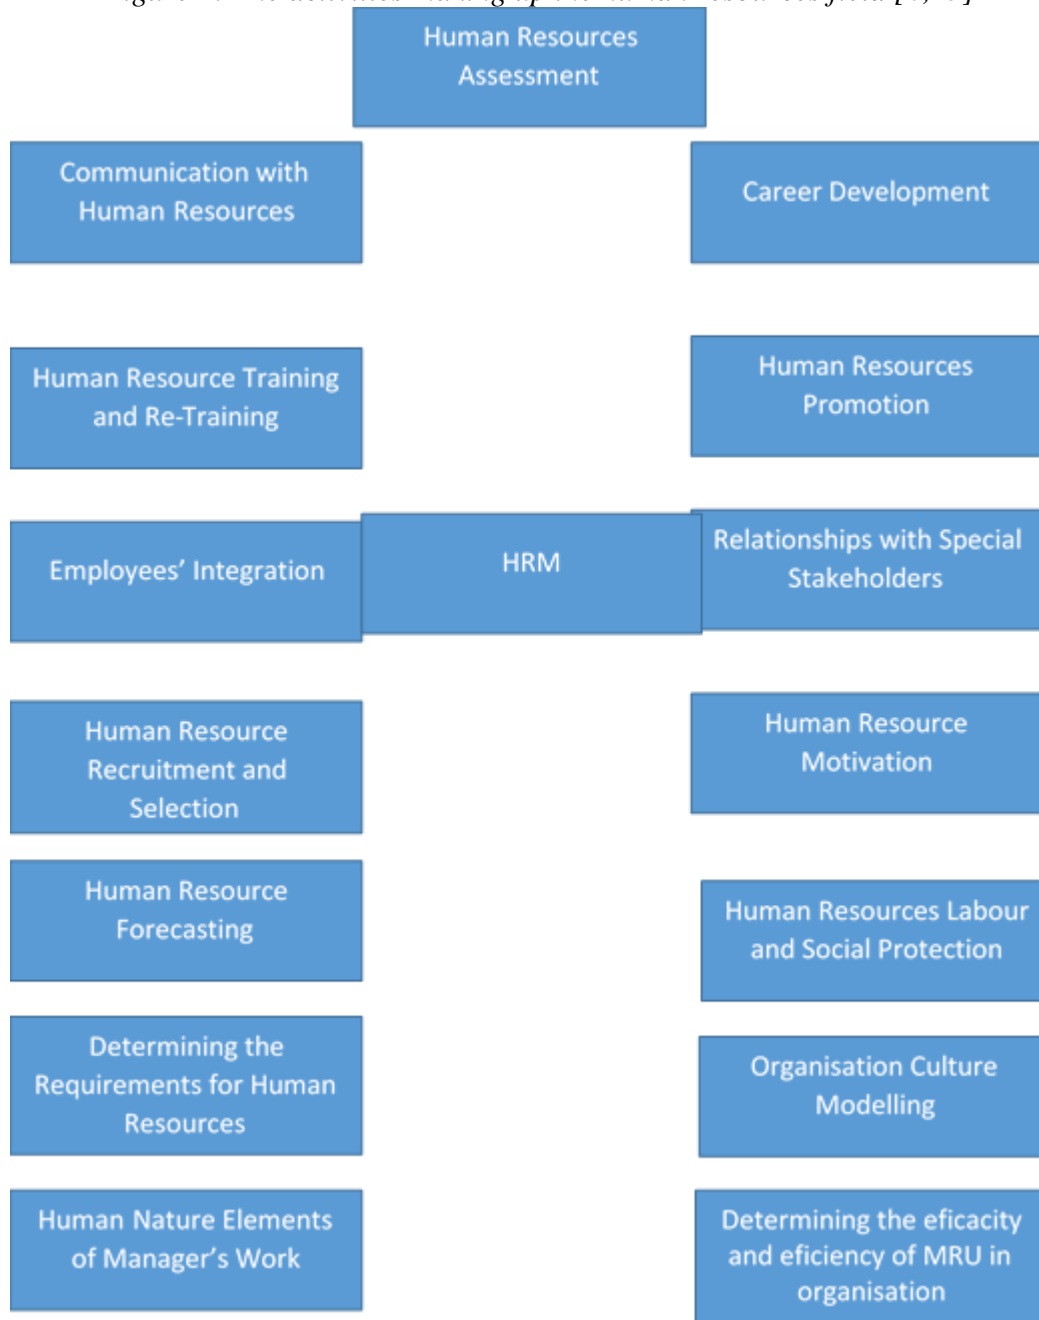 Human Resources
Assessment
Communication with
Human Resources
Career Development
Human Resource Training
and Re-Training
Human Resources
Promotion
Employees’ Integration
HRM
Relationships with Special
Stakeholders
Human Resource
Recruitment and
Selection
Human Resource
Motivation
Human Resource
Forecasting
Human Resources Labour
and Social Protection
Determining the
Requirements for Human
Resources
Organisation Culture
Modelling
Human Nature Elements
of Manager’s Work
Determining the eficacity
and eficiency of MRU in
organisation